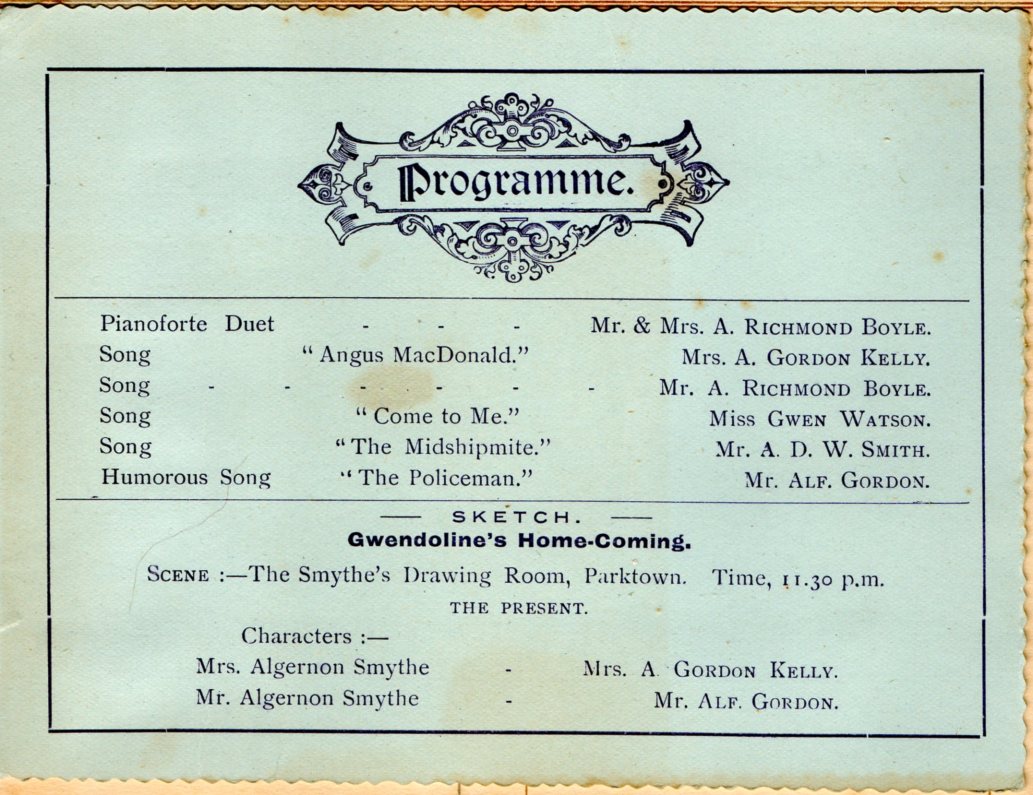 Programme.
Pianoforte Duet - - - Mr. & Mrs. A. RICHMOND BOYLE.
Song " Angus MacDonald." Mrs. A. GORDON KELLY.
Song - - - - - - Mr. A. RICHMOND BOYLE.
Song " Come to Me." Miss GWEN WATSON.
Song " The Midshipmite." Mr. A. D. W. SMITH.
Humorous Song " The Policeman." Mr. ALF. GORDON.
— SKETCH. —
Gwendoline's Home-Coming.
SCENE :—The Smythe's Drawing Room, Parktown. Time, 11.30 p.m.
THE PRESENT.
Characters :—
Mrs. Algernon Smythe - Mrs. A. GORDON KELLY.
Mr. Algernon Smythe - Mr. ALF. GORDON.